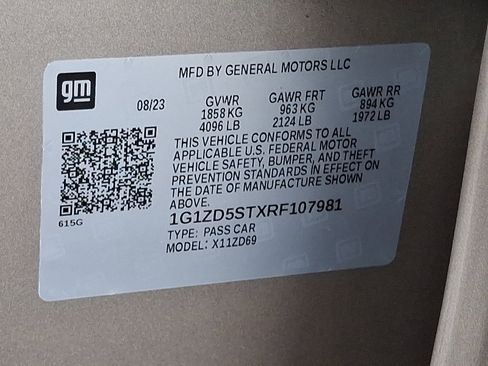 MFD BY GENERAL MOTORS LLC
gm
08/23 GVWR GAWR FRT GAWR RR
1858 KG 963 KG 894 KG
4096 LB 2124 LB 1972 LB
THIS VEHICLE CONFORMS TO ALL
APPLICABLE U.S. FEDERAL MOTOR
VEHICLE SAFETY, BUMPER, AND THEFT
PREVENTION STANDARDS IN EFFECT ON
THE DATE OF MANUFACTURE SHOWN
ABOVE.
615G
1G1ZD5STXRF107981
TYPE: PASS CAR
MODEL: X11ZD69